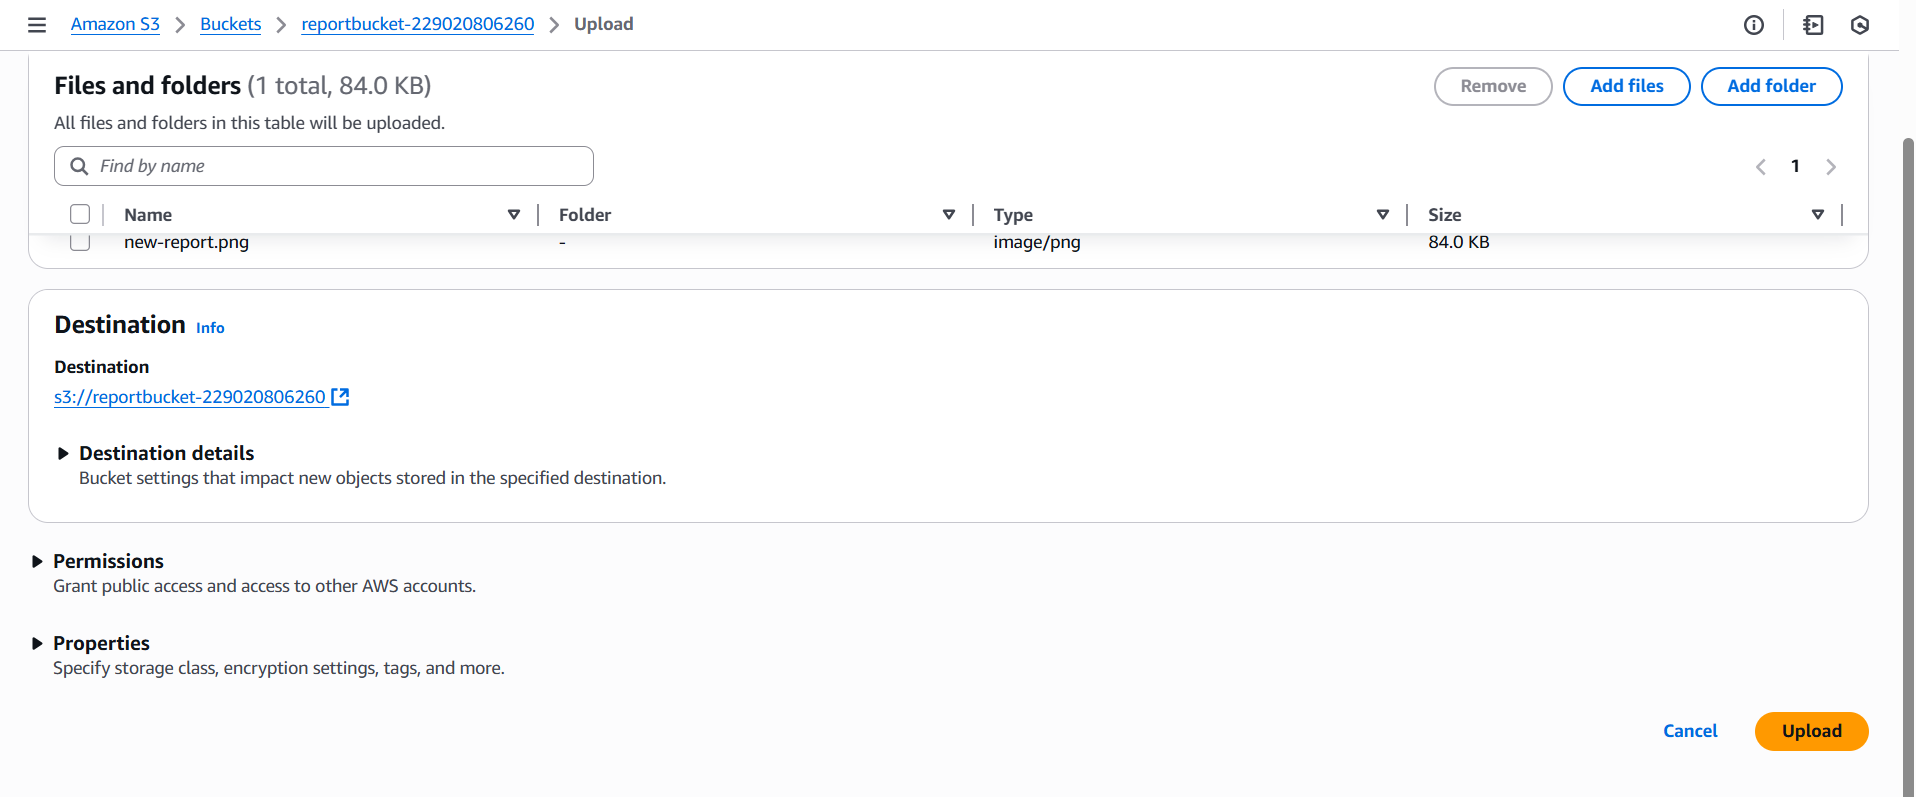 Amazon S3 > Buckets > reportbucket-229020806260 > Upload
Files and folders (1 total, 84.0 KB)
Remove Add files Add folder
All files and folders in this table will be uploaded.
Find by name
1
Name Folder Type Size
new-report.png - image/png 84.0 KB
Destination Info
Destination
s3://reportbucket-229020806260
Destination details
Bucket settings that impact new objects stored in the specified destination.
Permissions
Grant public access and access to other AWS accounts.
Properties
Specify storage class, encryption settings, tags, and more.
Cancel Upload